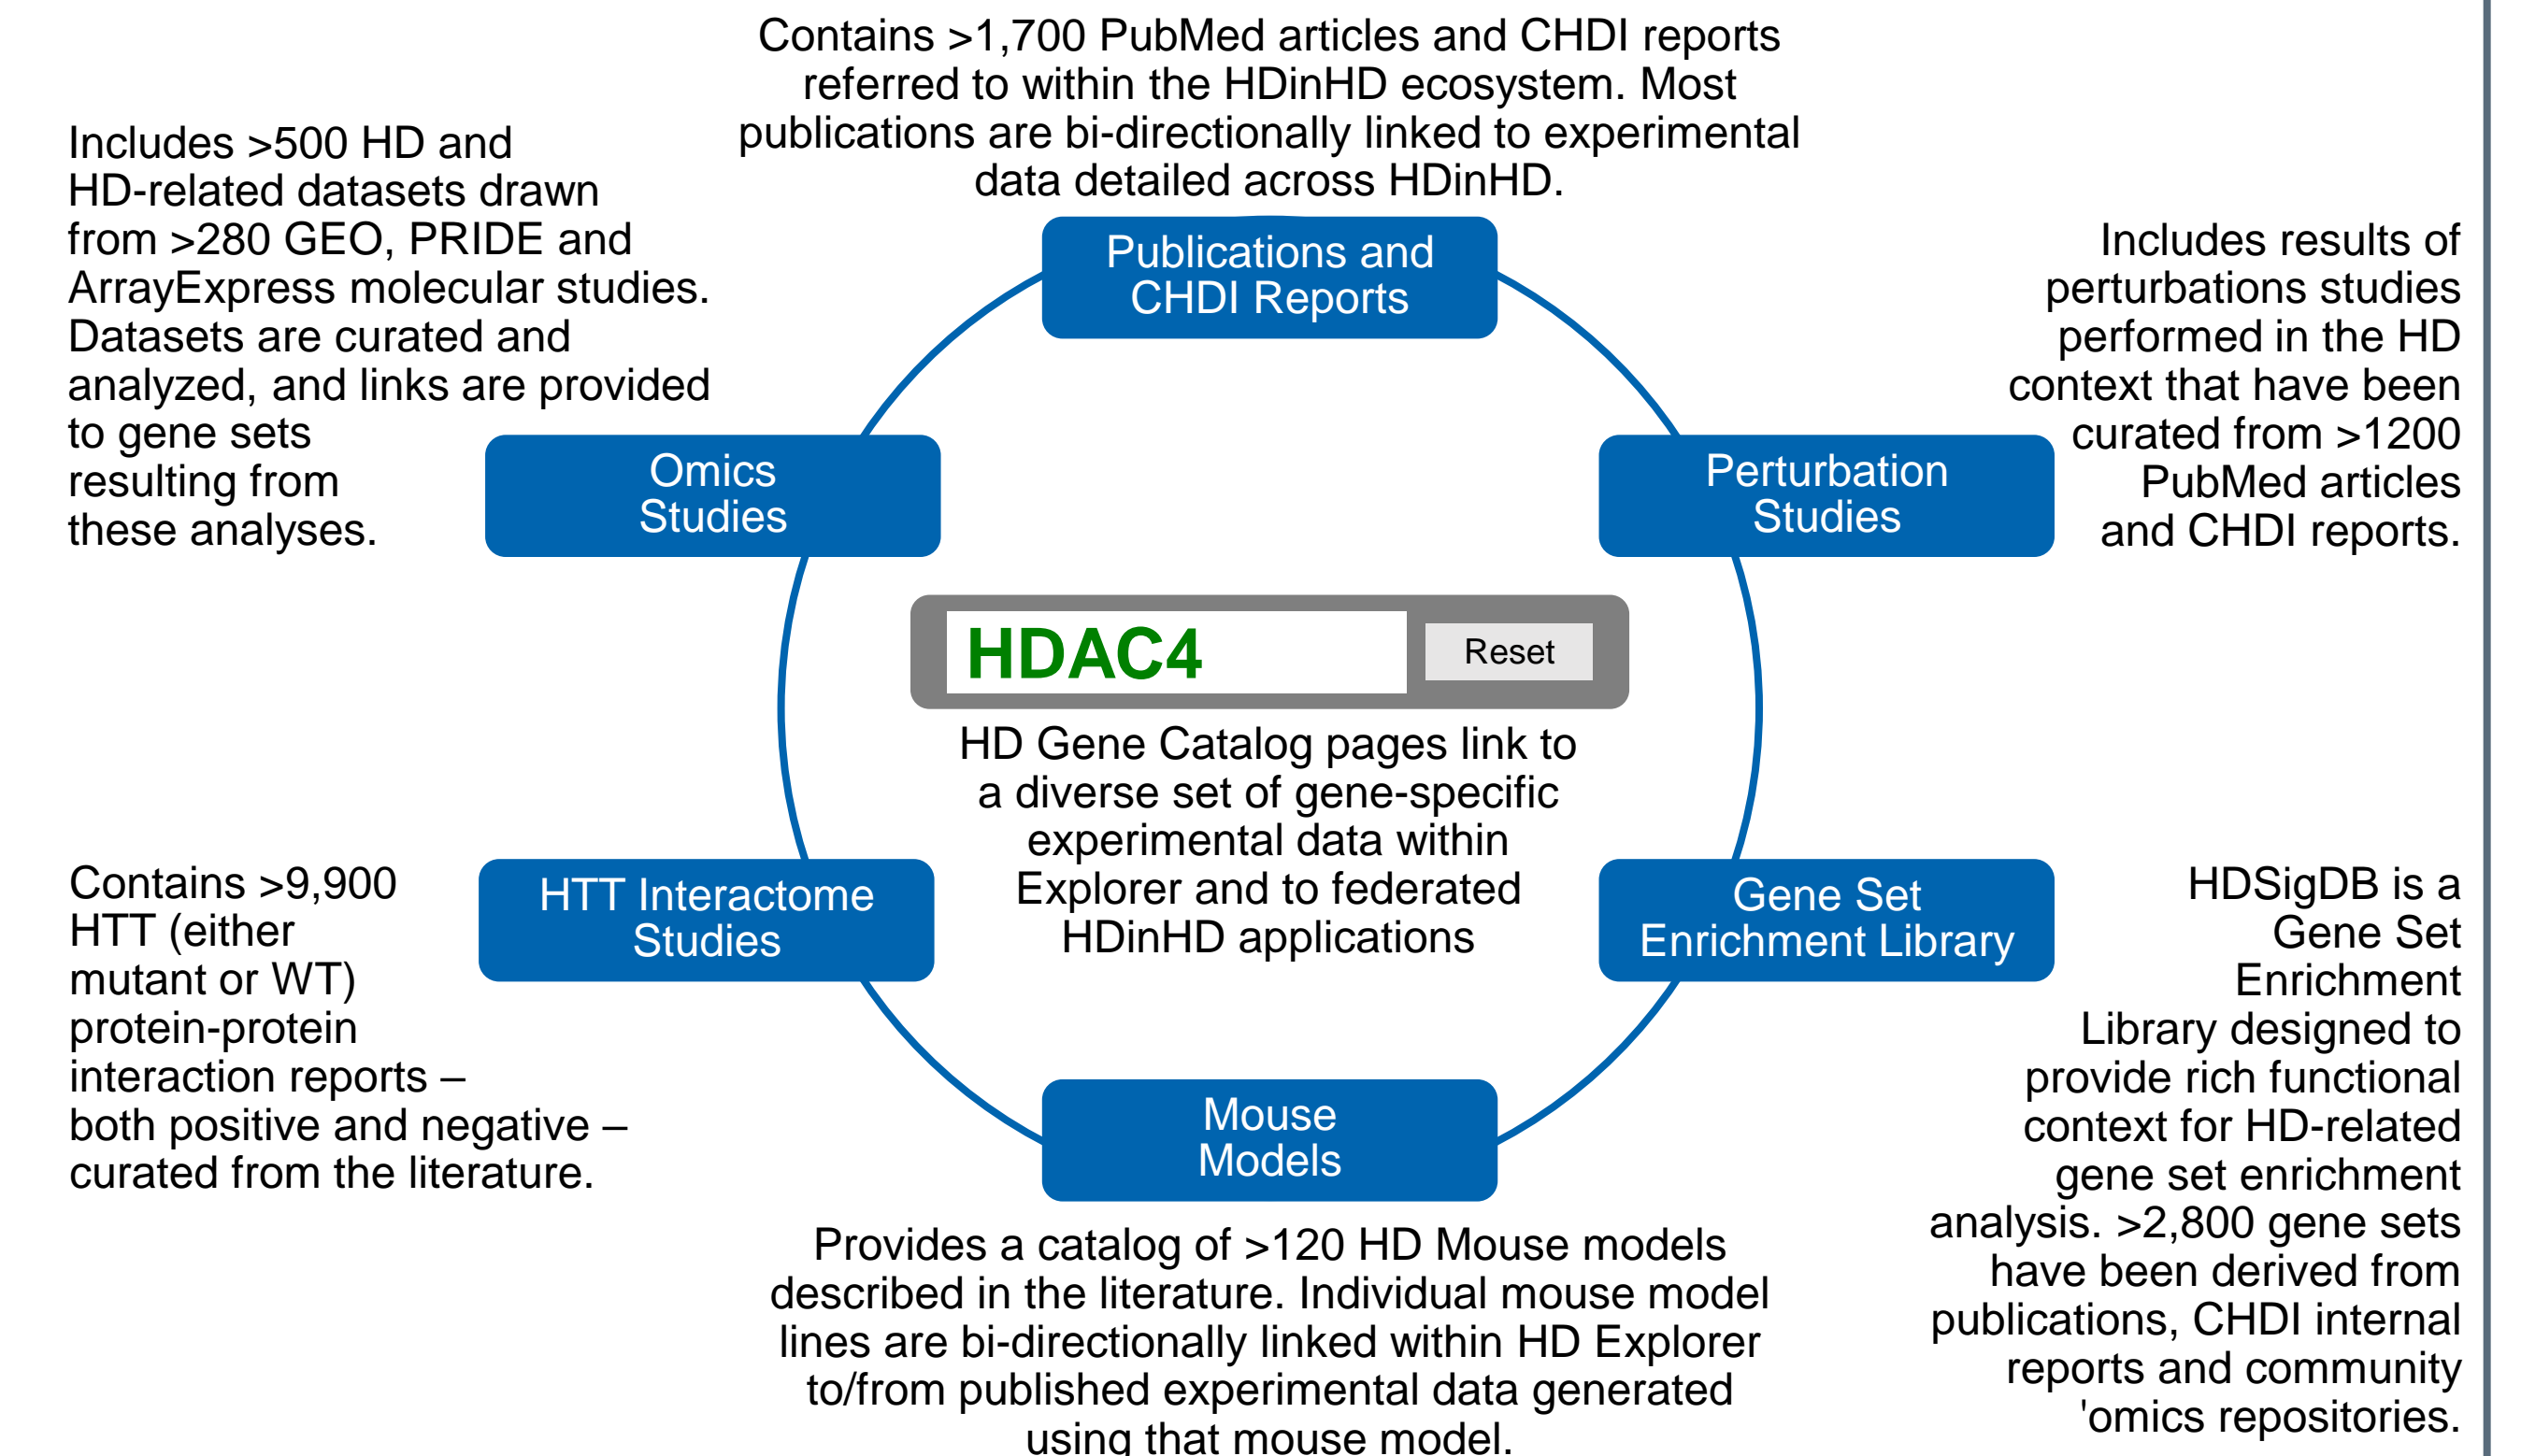 Contains >1,700 PubMed articles and CHDI reports
referred to within the HDinHD ecosystem. Most
publications are bi-directionally linked to experimental
data detailed across HDinHD.
Includes >500 HD and
HD-related datasets drawn
from >280 GEO, PRIDE and
ArrayExpress molecular studies.
Datasets are curated and
analyzed, and links are provided
to gene sets
resulting from
these analyses.
Publications and
CHDI Reports
Includes results of
perturbations studies
performed in the HD
context that have been
curated from >1200
PubMed articles
and CHDI reports.
Omics
Studies
Perturbation
Studies
HDAC4
Reset
HD Gene Catalog pages link to
a diverse set of gene-specific
experimental data within
Explorer and to federated
HDinHD applications
Contains >9,900
HTT (either
mutant or WT)
protein-protein
interaction reports –
both positive and negative –
curated from the literature.
HTT Interactome
Studies
Gene Set
Enrichment Library
HDSigDB is a
Gene Set
Enrichment
Library designed to
provide rich functional
context for HD-related
gene set enrichment
analysis. >2,800 gene sets
have been derived from
publications, CHDI internal
reports and community
'omics repositories.
Mouse
Models
Provides a catalog of >120 HD Mouse models
described in the literature. Individual mouse model
lines are bi-directionally linked within HD Explorer
to/from published experimental data generated
using that mouse model.